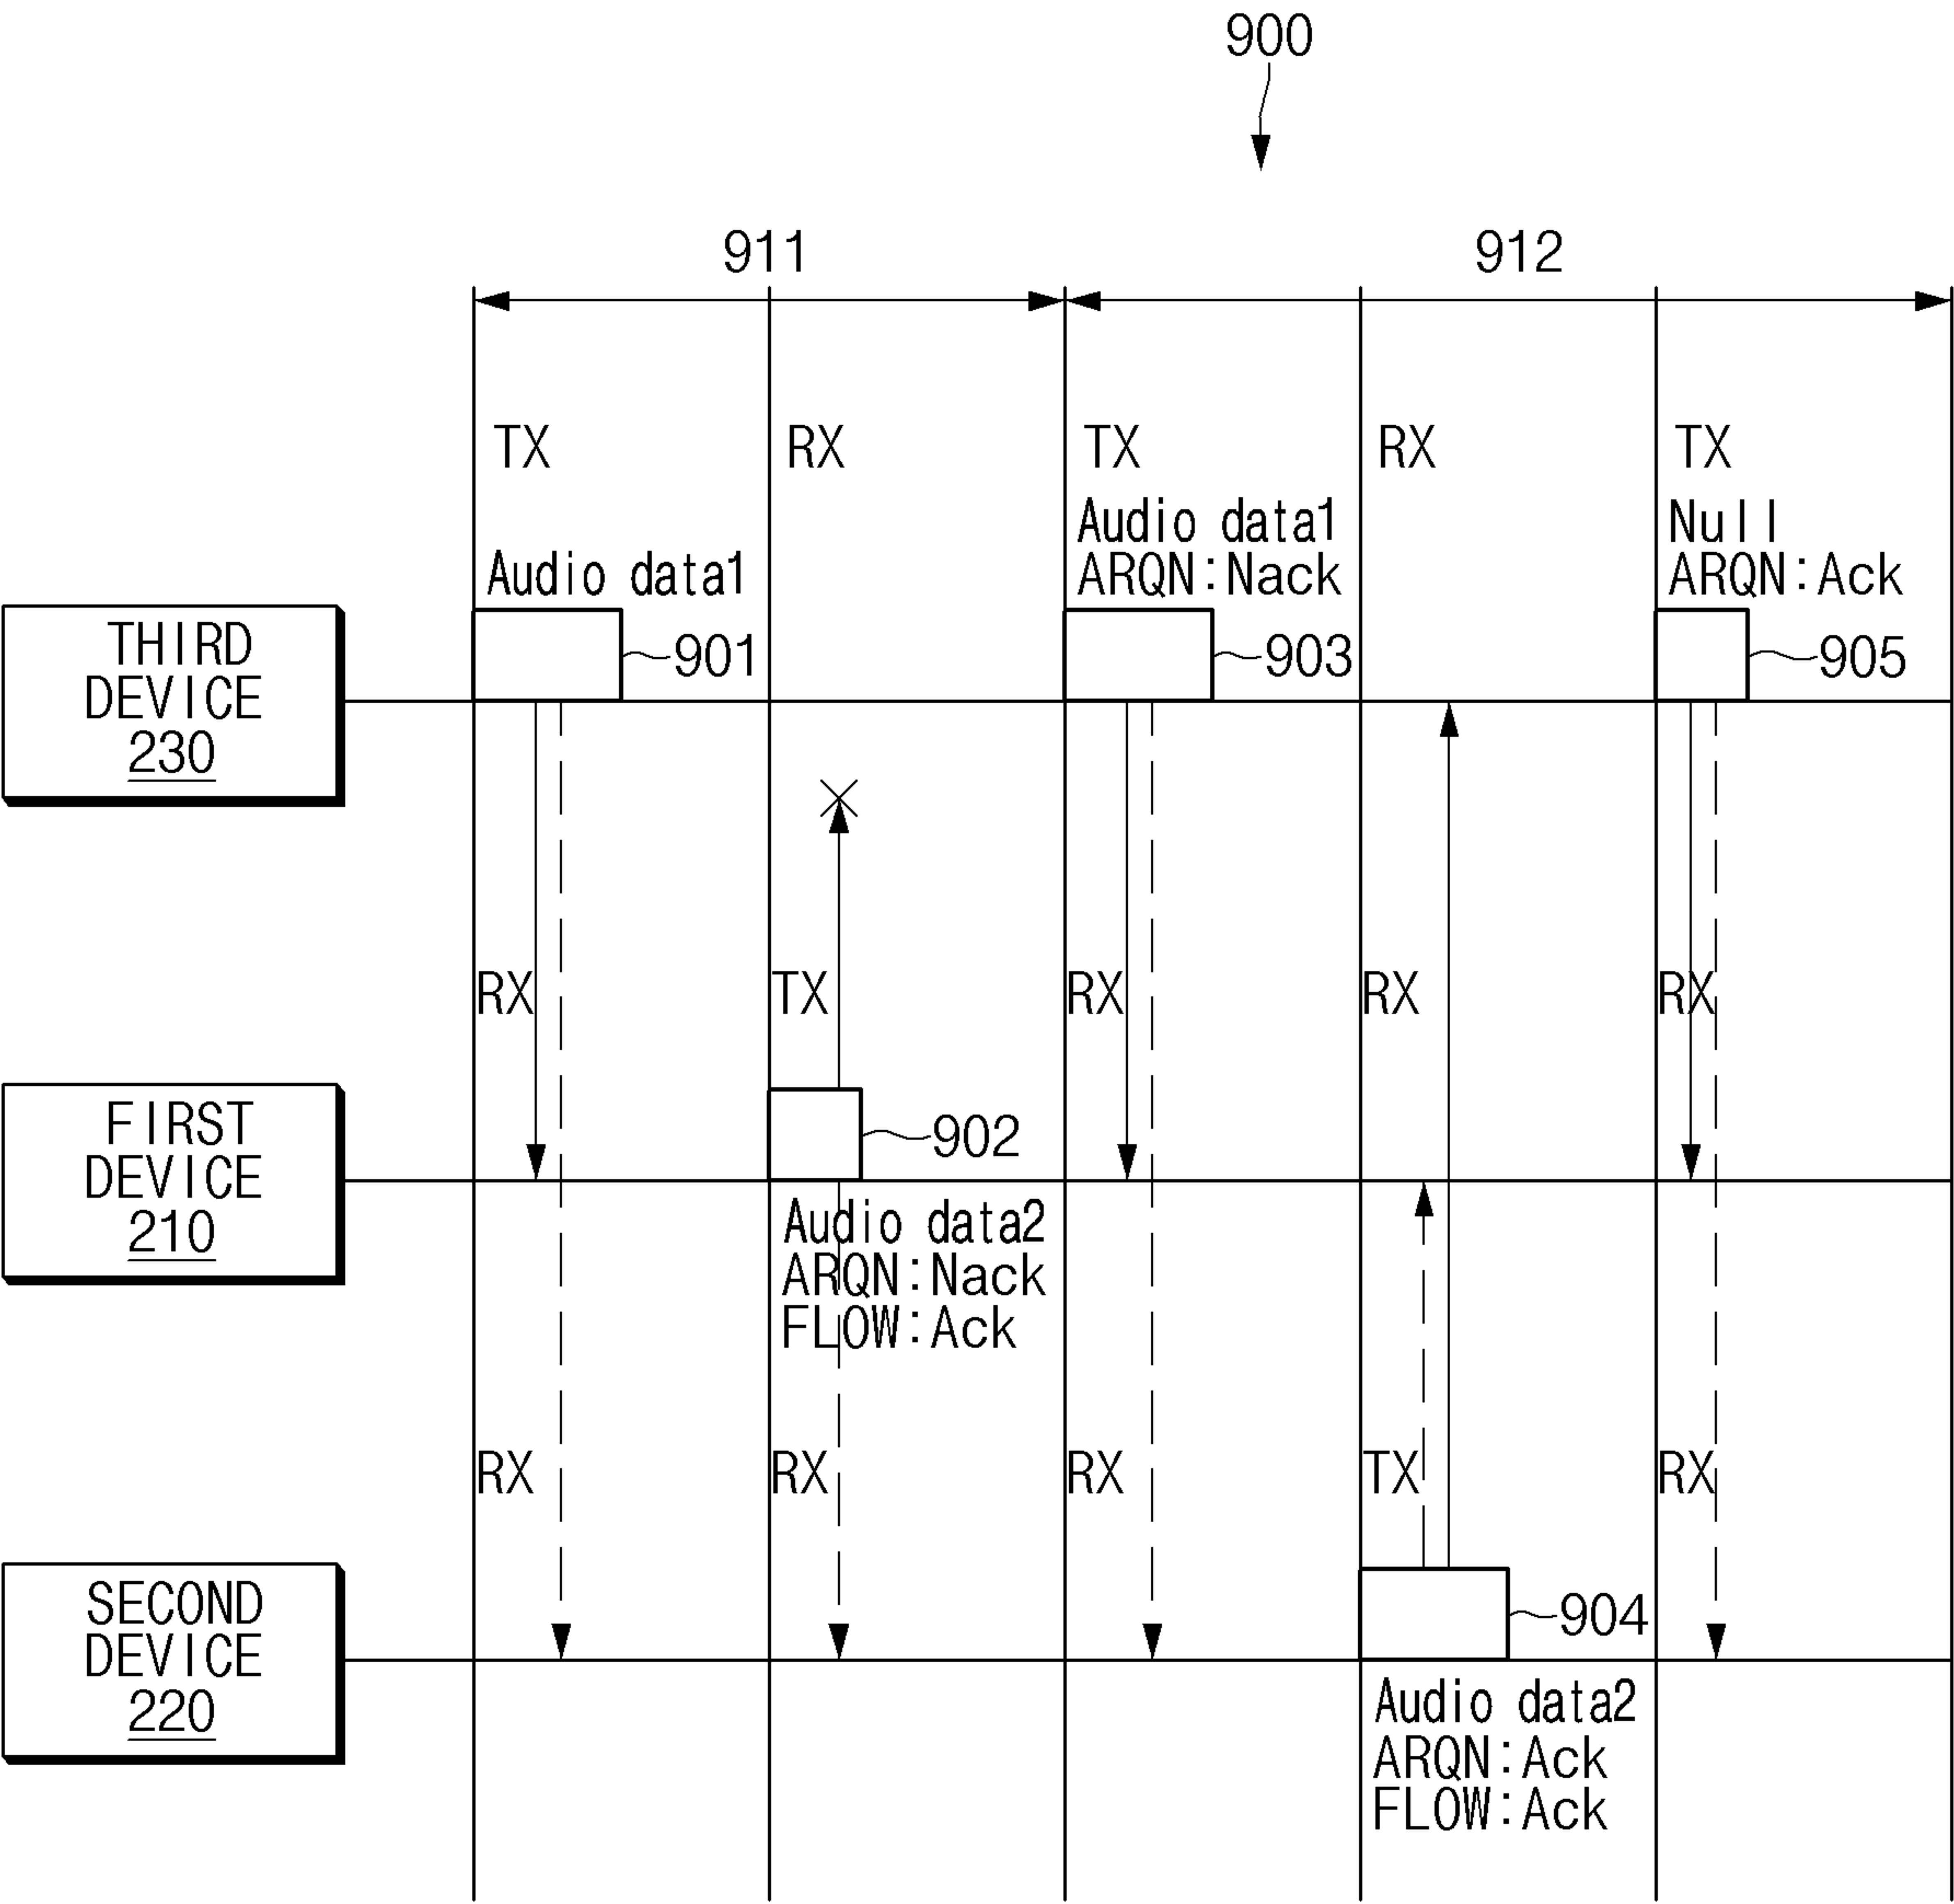 900
911
912
TX
RX
TX
RX
TX
Audio data1
Audio data1
ARQN:Nack
Null
ARQN:Ack
THIRD
DEVICE
230
901
903
905
RX
TX
RX
RX
RX
FIRST
DEVICE
210
902
Audio data2
ARQN:Nack
FLOW:Ack
RX
RX
RX
TX
RX
SECOND
DEVICE
220
904
Audio data2
ARQN:Ack
FLOW:Ack